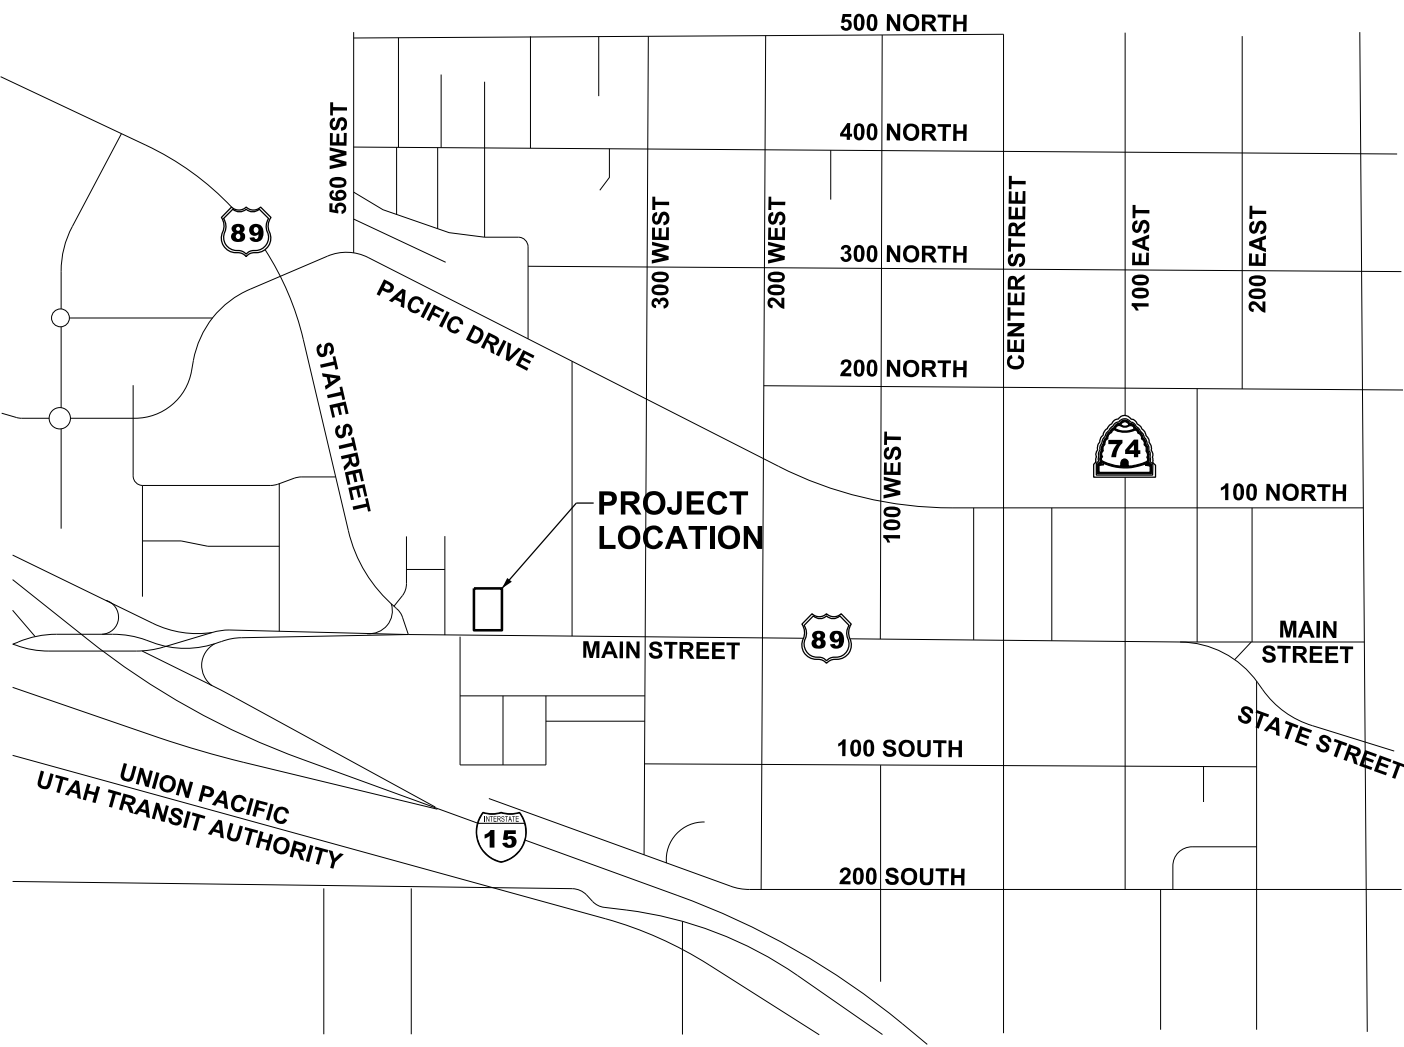 500 NORTH
400 NORTH
560 WEST
300 WEST
200 WEST
CENTER STREET
100 EAST
200 EAST
89
300 NORTH
PACIFIC DRIVE
STATE STREET
200 NORTH
74
100 WEST
100 NORTH
PROJECT
LOCATION
MAIN STREET
89
MAIN
STREET
STATE STREET
100 SOUTH
UNION PACIFIC
UTAH TRANSIT AUTHORITY
INTERSTATE
15
200 SOUTH